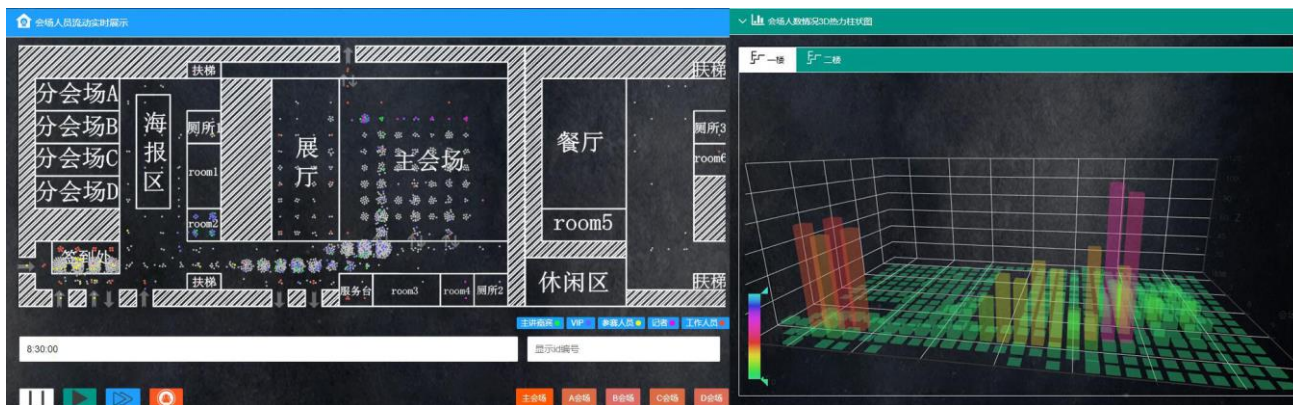 会场人员流动实时展示
扶梯
扶梯
分会场A
分会场B
分会场C
分会场D
海报区
厕所1
room1
room2
展厅
主会场
餐厅
room5
厕所3
room6
签到处
扶梯
服务台
room3
room4
厕所2
休闲区
扶梯
主讲嘉宾
VIP
参赛人员
记者
工作人员
8:30:00
显示id编号
主会场
A会场
B会场
C会场
D会场
会场人数情况3D热力柱状图
一楼
二楼